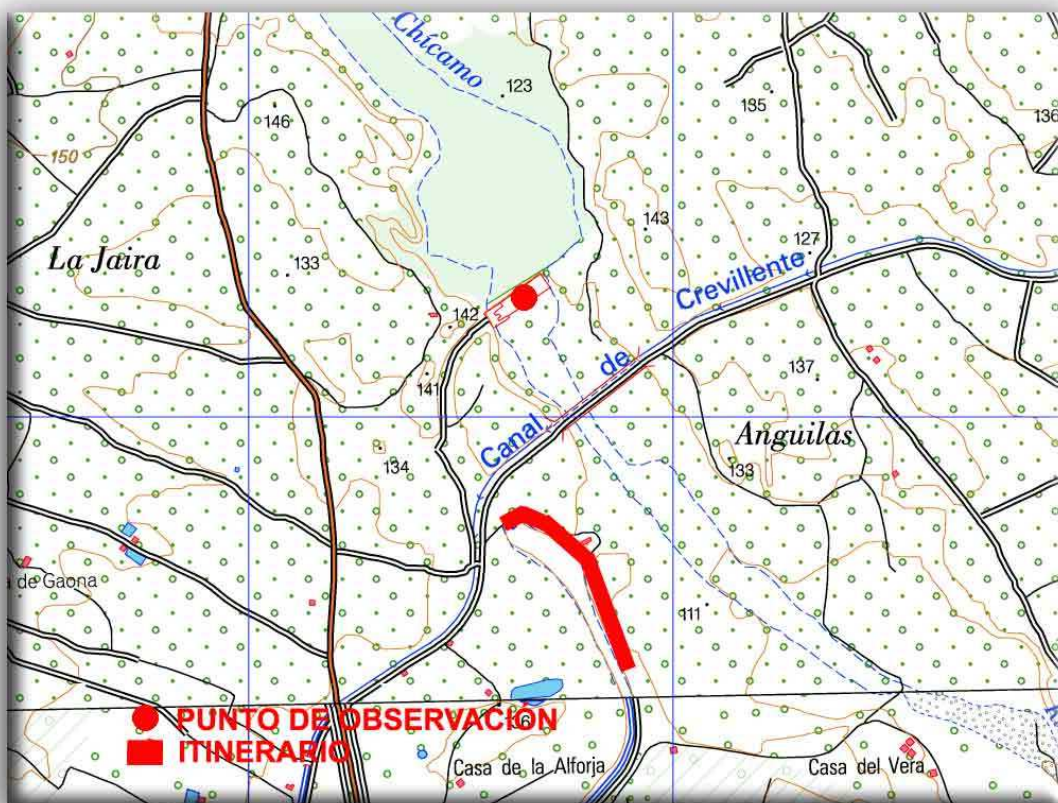 Chícamo
123
135
136
146
150
La Jaira
143
127
133
Crevillente
142
de
137
141
Canal
Anguilas
134
133
a de Gaona
111
PUNTO DE OBSERVACIÓN
ITINERARIO
Casa de la Alforja
Casa del Vera